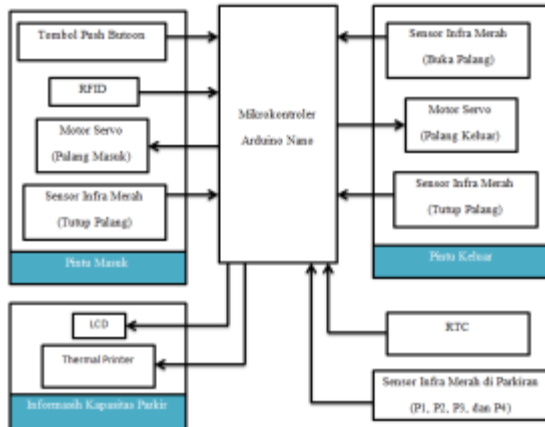 Tombol Push Butoon
RFID
Motor Servo
(Palang Masuk)
Sensor Infra Merah
(Tutup Palang)
Pintu Masuk
Mikrokontroler
Arduino Nano
Sensor Infra Merah
(Buka Palang)
Motor Servo
(Palang Keluar)
Sensor Infra Merah
(Tutup Palang)
Pintu Keluar
LCD
Thermal Printer
Informasih Kapasitas Parkir
RTC
Sensor Infra Merah di Parkiran
(P1, P2, P3, dan P4)